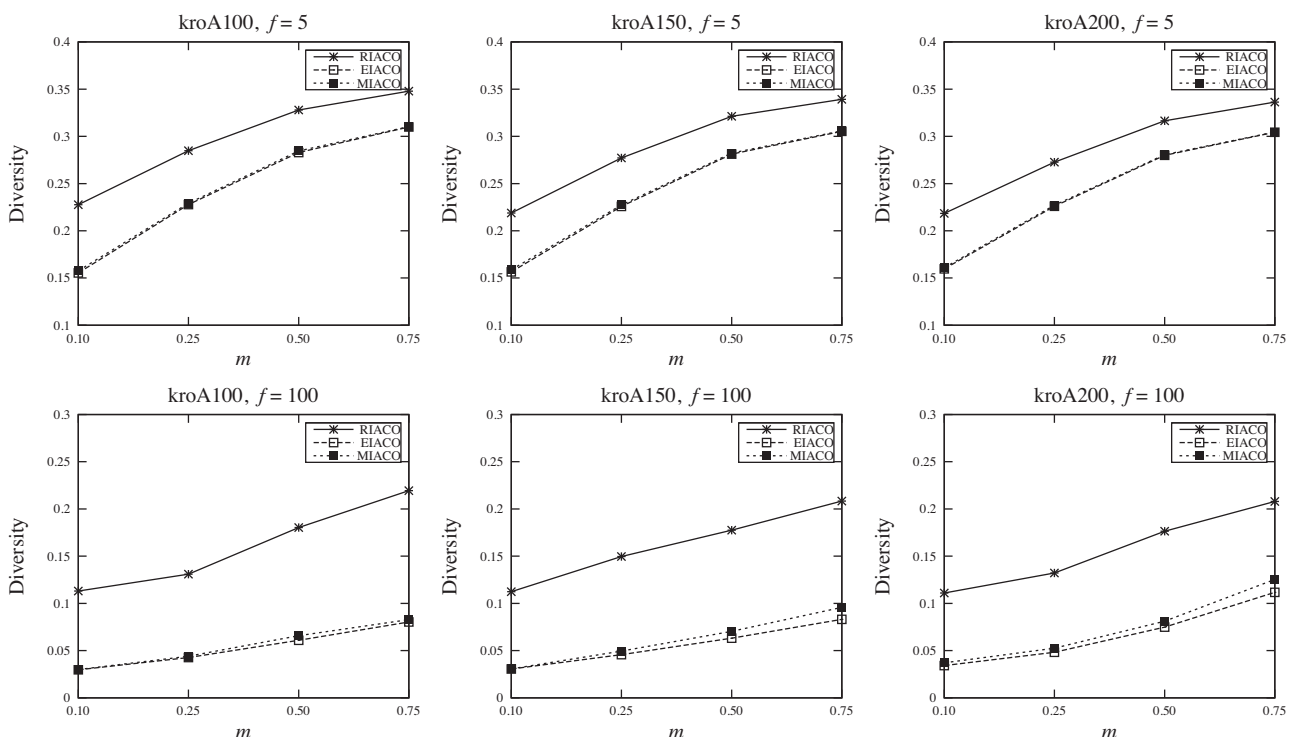 kroA100, f = 5
0.4
0.35
0.3
0.25
0.2
0.15
0.1
Diversity
RIACO
EIACO
MIACO
0.10 0.25 0.50 0.75
m
kroA150, f = 5
0.4
0.35
0.3
0.25
0.2
0.15
0.1
Diversity
RIACO
EIACO
MIACO
0.10 0.25 0.50 0.75
m
kroA200, f = 5
0.4
0.35
0.3
0.25
0.2
0.15
0.1
Diversity
RIACO
EIACO
MIACO
0.10 0.25 0.50 0.75
m
kroA100, f = 100
0.3
0.25
0.2
0.15
0.1
0.05
0
Diversity
RIACO
EIACO
MIACO
0.10 0.25 0.50 0.75
m
kroA150, f = 100
0.3
0.25
0.2
0.15
0.1
0.05
0
Diversity
RIACO
EIACO
MIACO
0.10 0.25 0.50 0.75
m
kroA200, f = 100
0.3
0.25
0.2
0.15
0.1
0.05
0
Diversity
RIACO
EIACO
MIACO
0.10 0.25 0.50 0.75
m